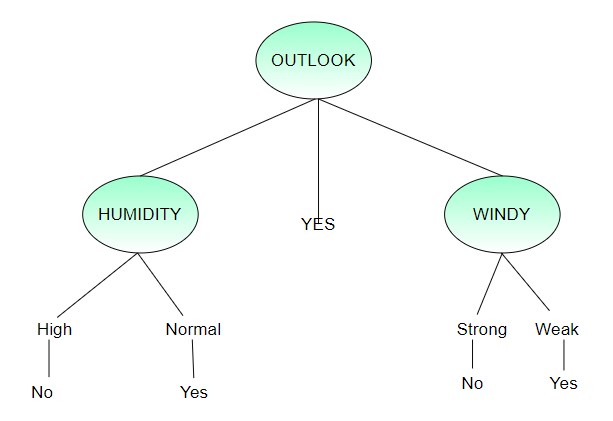 OUTLOOK
HUMIDITY
YES
WINDY
High
Normal
Strong
Weak
No
Yes
No
Yes